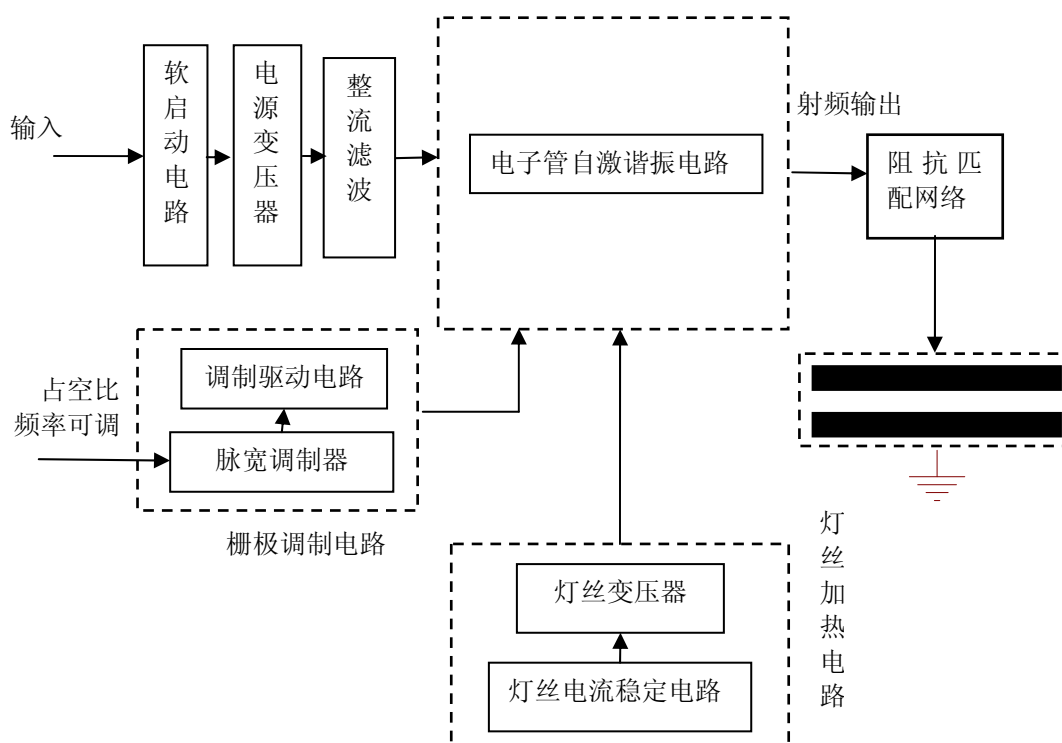 输入
软启动电路
电源变压器
整流滤波
电子管自激谐振电路
射频输出
阻抗匹
配网络
占空比
频率可调
调制驱动电路
脉宽调制器
栅极调制电路
灯丝变压器
灯丝电流稳定电路
灯丝加热电路